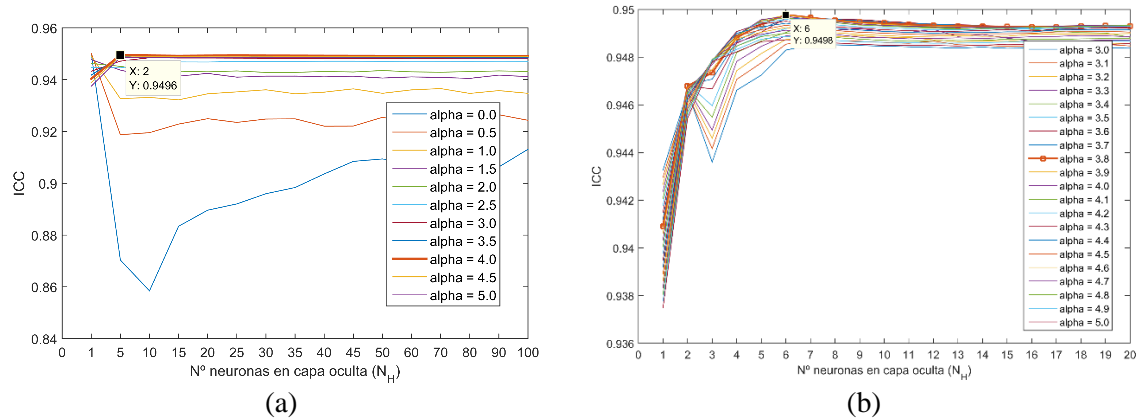 0.96
0.94
0.92
0.9
0.88
0.86
0.84
ICC
X: 2
Y: 0.9496
alpha = 0.0
alpha = 0.5
alpha = 1.0
alpha = 1.5
alpha = 2.0
alpha = 2.5
alpha = 3.0
alpha = 3.5
alpha = 4.0
alpha = 4.5
alpha = 5.0
0 1 5 10 15 20 25 30 35 40 45 50 60 70 80 90 100
Nº neuronas en capa oculta (N_H)
(a)
0.95
0.948
0.946
0.944
0.942
0.94
0.938
0.936
ICC
X: 6
Y: 0.9498
alpha = 3.0
alpha = 3.1
alpha = 3.2
alpha = 3.3
alpha = 3.4
alpha = 3.5
alpha = 3.6
alpha = 3.7
alpha = 3.8
alpha = 3.9
alpha = 4.0
alpha = 4.1
alpha = 4.2
alpha = 4.3
alpha = 4.4
alpha = 4.5
alpha = 4.6
alpha = 4.7
alpha = 4.8
alpha = 4.9
alpha = 5.0
0 1 2 3 4 5 6 7 8 9 10 11 12 13 14 15 16 17 18 19 20
Nº neuronas en capa oculta (N_H)
(b)